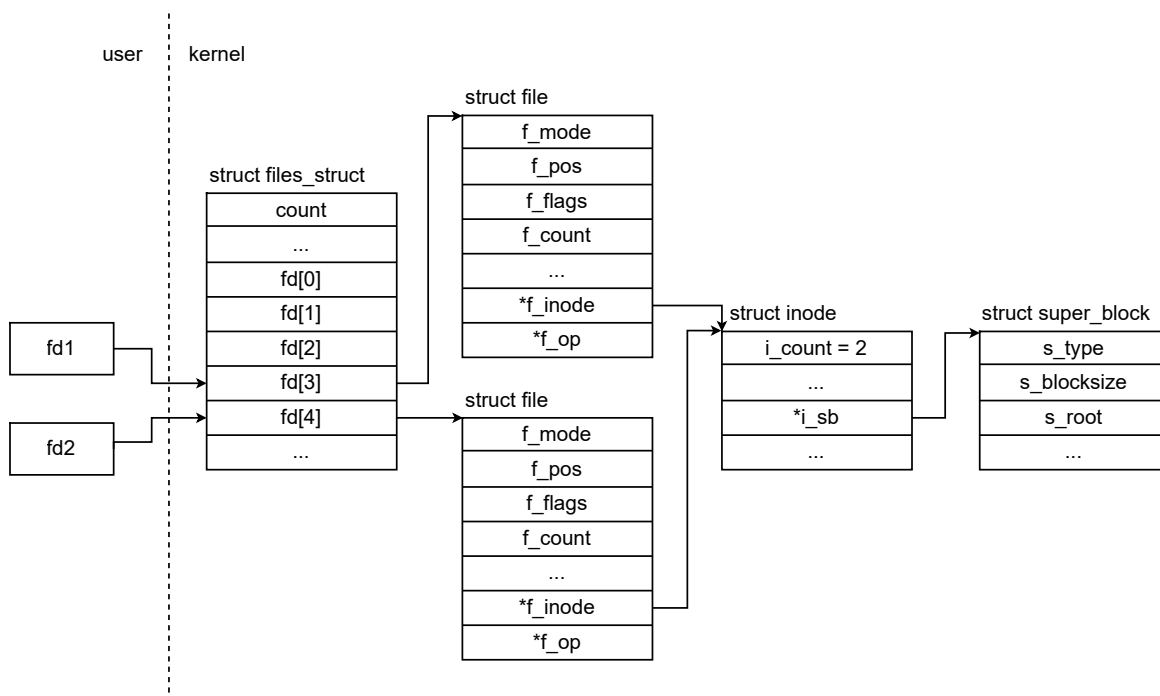 user
kernel
struct files_struct
count
...
fd[0]
fd[1]
fd[2]
fd[3]
fd[4]
...
fd1
fd2
struct file
f_mode
f_pos
f_flags
f_count
...
*f_inode
*f_op
struct file
f_mode
f_pos
f_flags
f_count
...
*f_inode
*f_op
struct inode
i_count = 2
...
*i_sb
...
struct super_block
s_type
s_blocksize
s_root
...